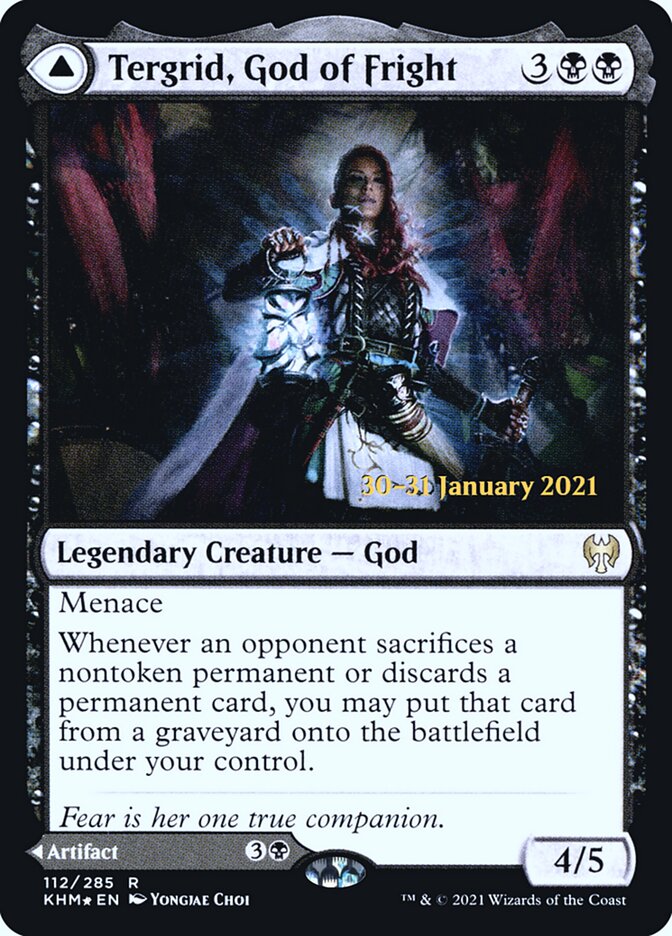 Tergrid, God of Fright 3
30–31 January 2021
Legendary Creature — God
Menace
Whenever an opponent sacrifices a
nontoken permanent or discards a
permanent card, you may put that card
from a graveyard onto the battlefield
under your control.
Fear is her one true companion.
Artifact 3
4/5
112/285 R
KHM★EN Yongjae Choi
™ & © 2021 Wizards of the Coast